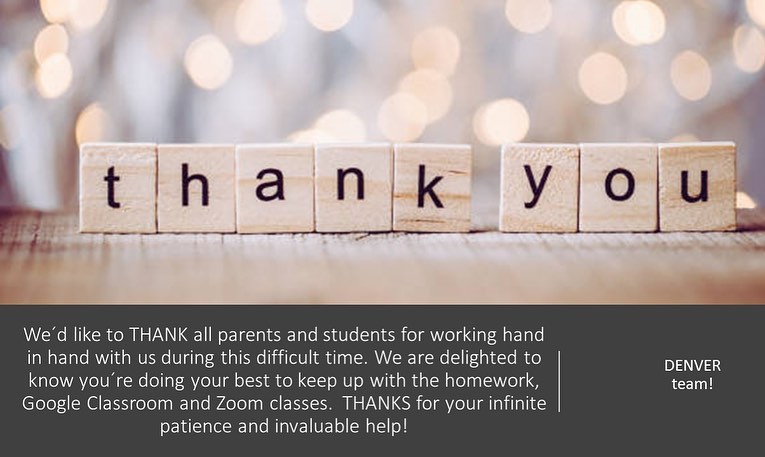 thank you
We´d like to THANK all parents and students for working hand
in hand with us during this difficult time. We are delighted to
know you´re doing your best to keep up with the homework,
Google Classroom and Zoom classes.  THANKS for your infinite
patience and invaluable help!
DENVER
team!